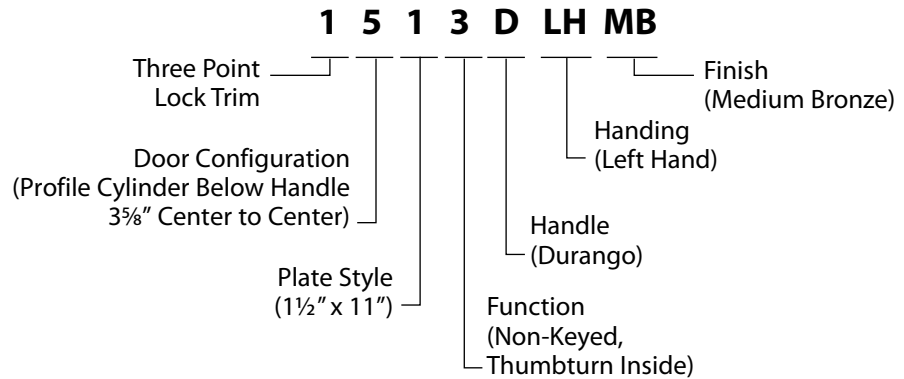 1 5 1 3 D LH MB
Three Point
Lock Trim
Finish
(Medium Bronze)
Handing
(Left Hand)
Door Configuration
(Profile Cylinder Below Handle
3⅝” Center to Center)
Handle
(Durango)
Plate Style
(1½” x 11”)
Function
(Non-Keyed,
Thumbturn Inside)